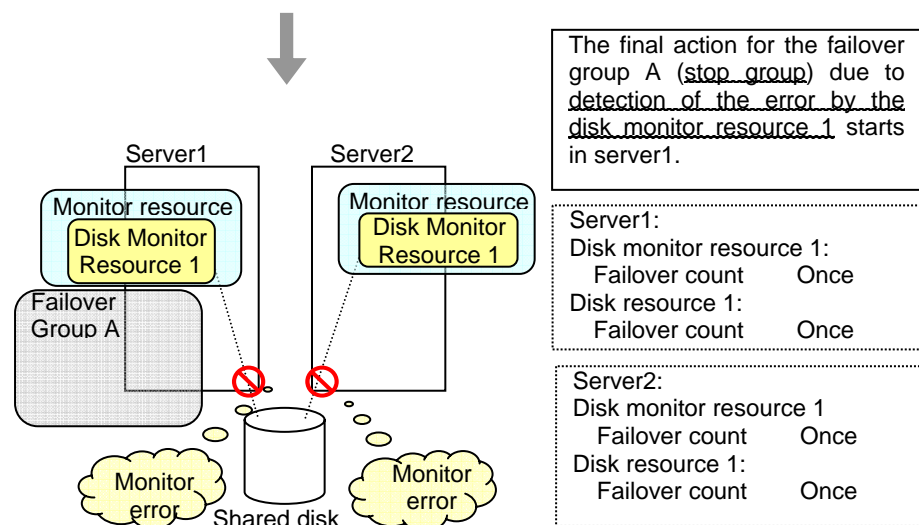 The final action for the failover
group A (stop group) due to
detection of the error by the
disk monitor resource 1 starts
in server1.
Server1
Server2
Monitor resource
Disk Monitor
Resource 1
Monitor resource
Disk Monitor
Resource 1
Failover
Group A
Monitor
error
Monitor
error
Shared disk
Server1:
Disk monitor resource 1:
Failover count Once
Disk resource 1:
Failover count Once
Server2:
Disk monitor resource 1
Failover count Once
Disk resource 1:
Failover count Once